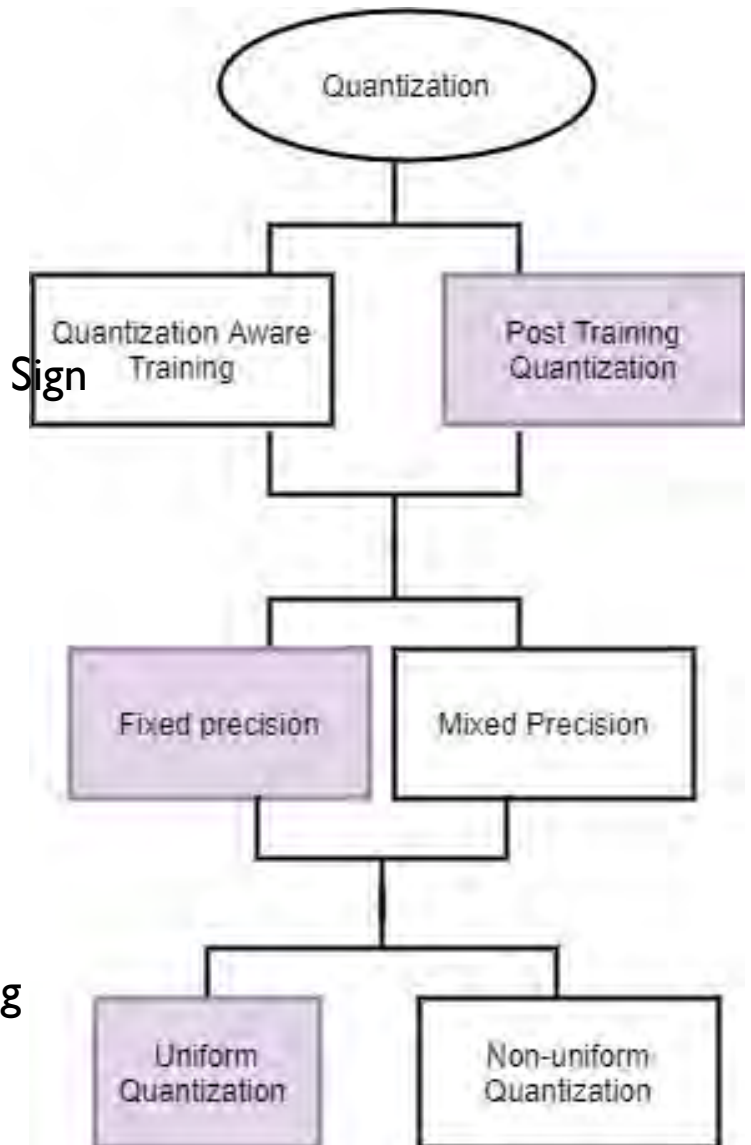 Quantization
Quantization Aware
Training
Post Training
Quantization
Sign
Fixed precision
Mixed Precision
g
Uniform
Quantization
Non-uniform
Quantization